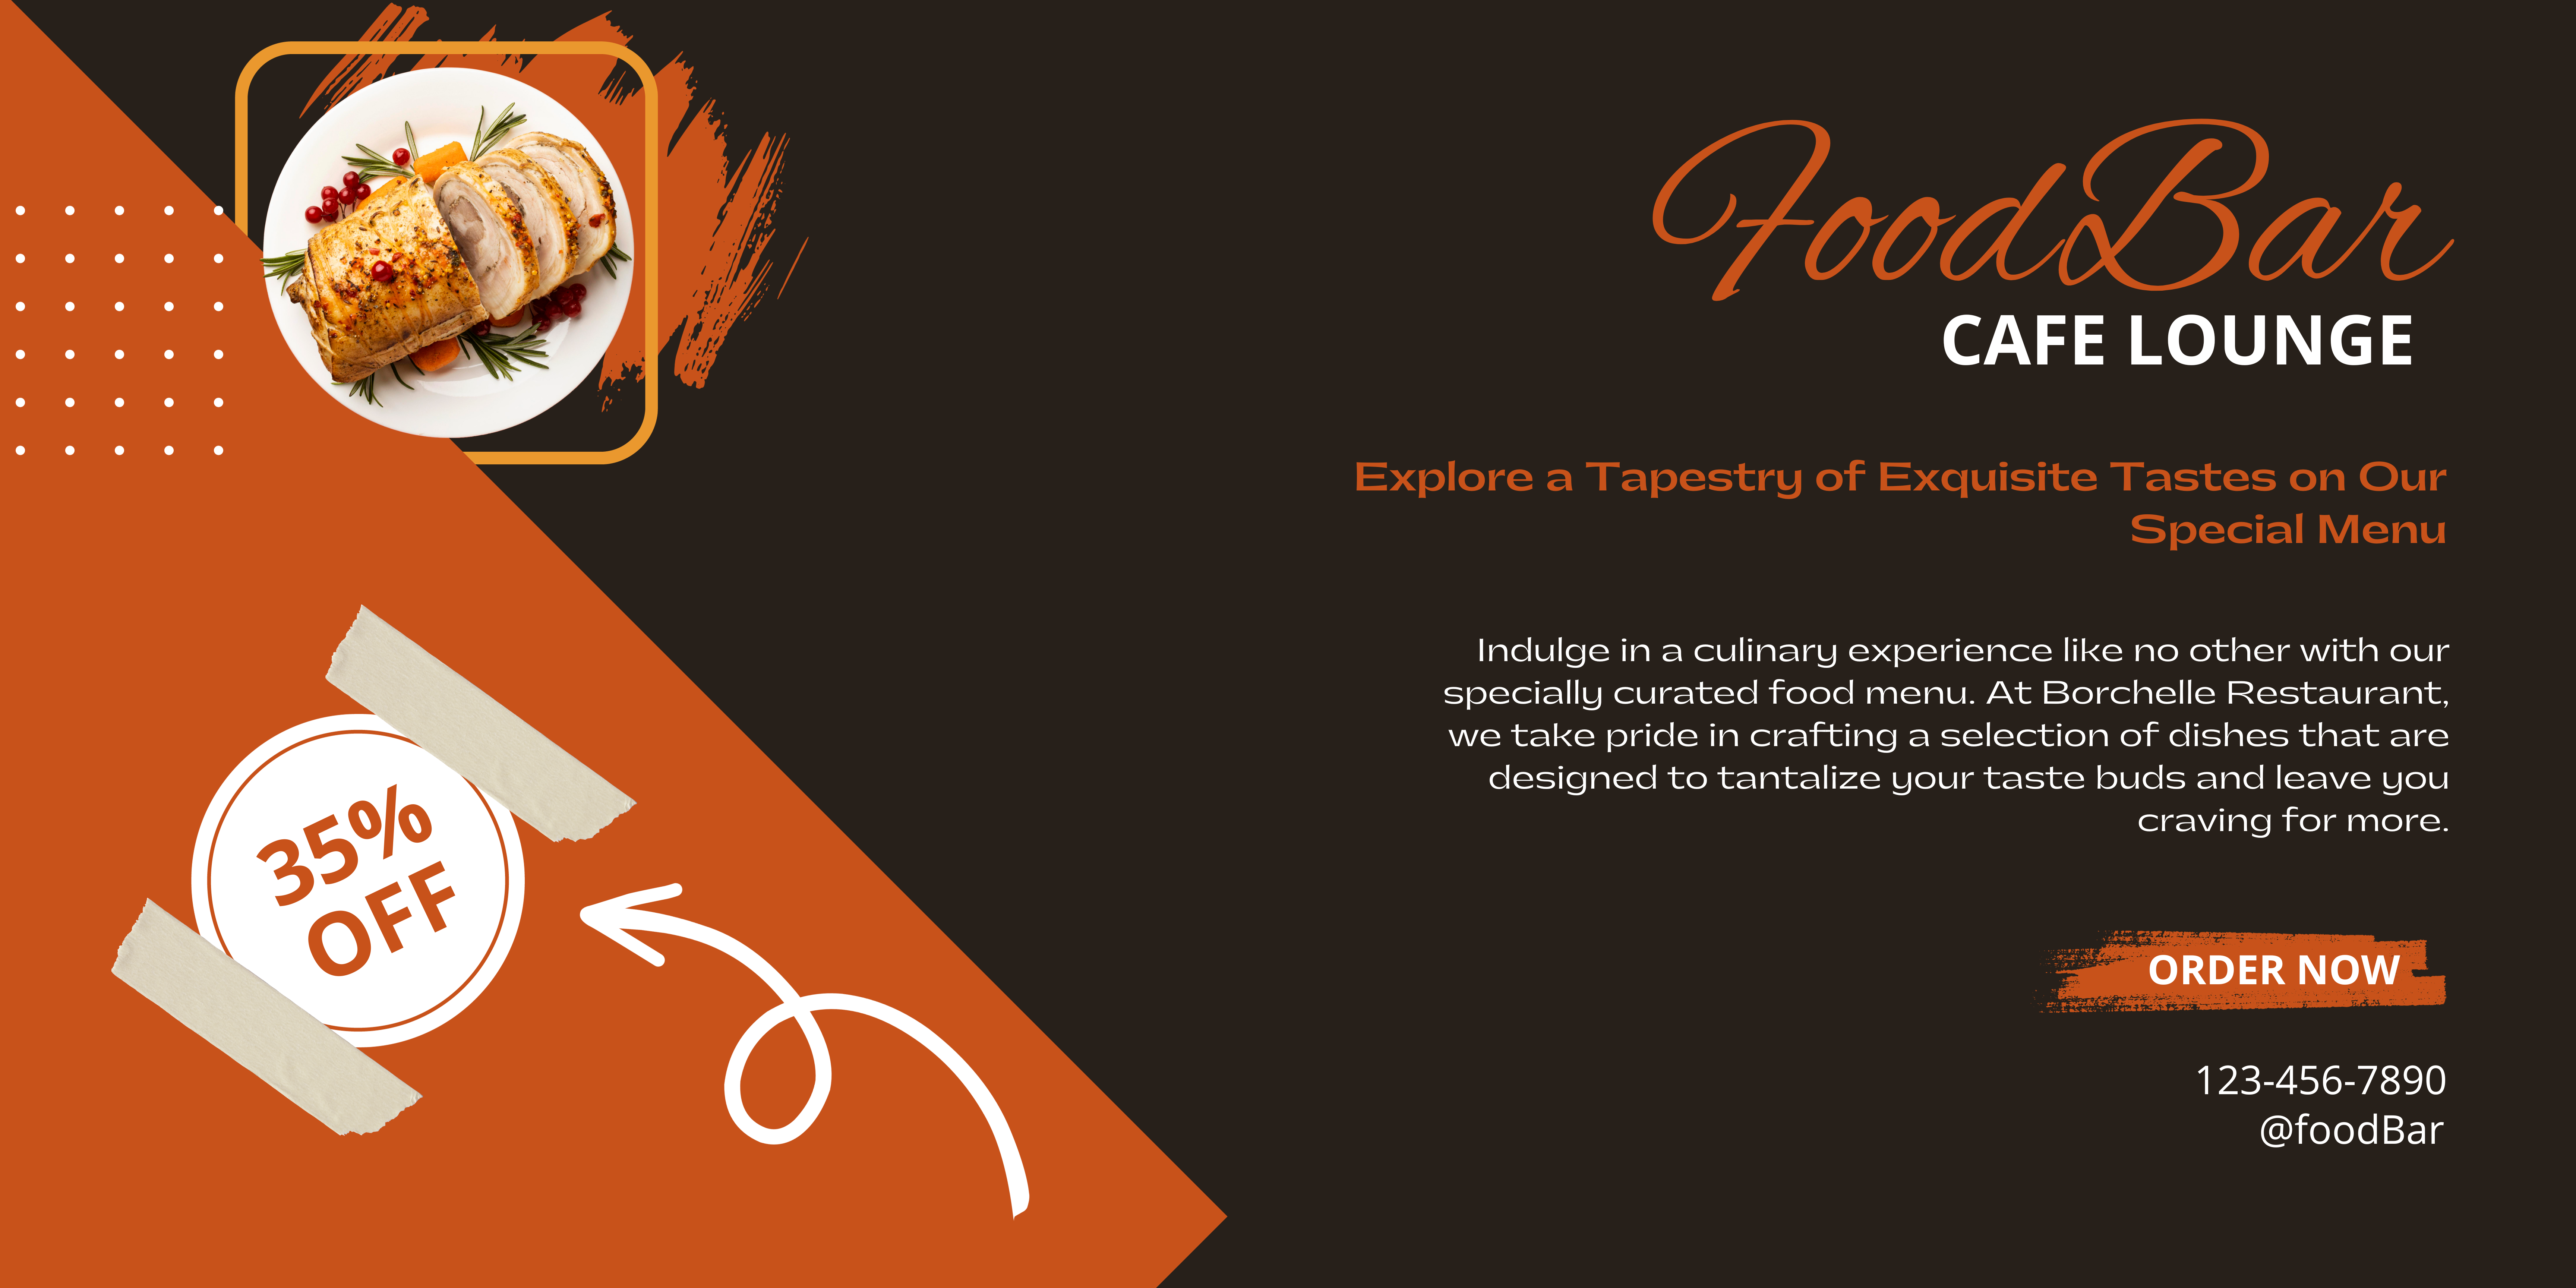 FoodBar
CAFE LOUNGE
Explore a Tapestry of Exquisite Tastes on Our
Special Menu
Indulge in a culinary experience like no other with our
specially curated food menu. At Borchelle Restaurant,
we take pride in crafting a selection of dishes that are
designed to tantalize your taste buds and leave you
craving for more.
35%
OFF
ORDER NOW
123-456-7890
@foodBar